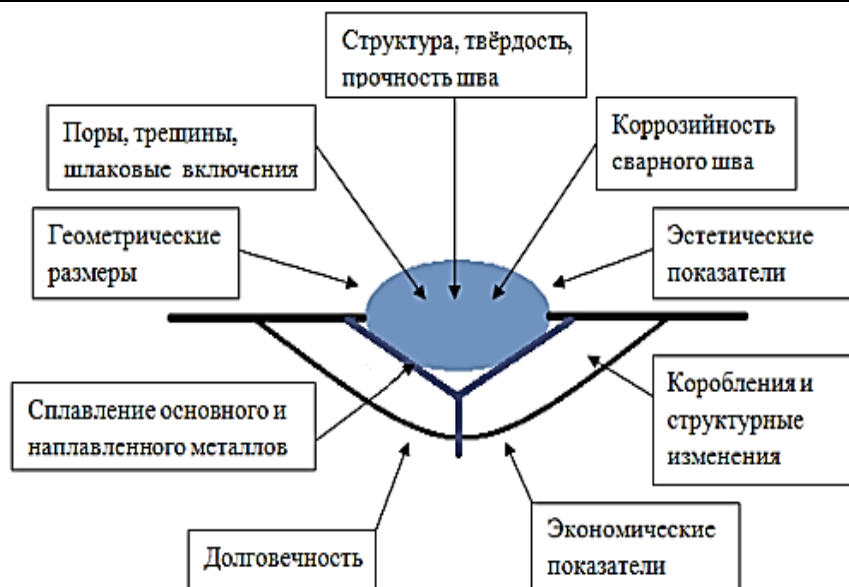 Структура, твёрдость,
прочность шва
Поры, трещины,
шлаковые включения
Коррозийность
сварного шва
Геометрические
размеры
Эстетические
показатели
Сплавление основного и
наплавленного металлов
Коробления и
структурные
изменения
Долговечность
Экономические
показатели